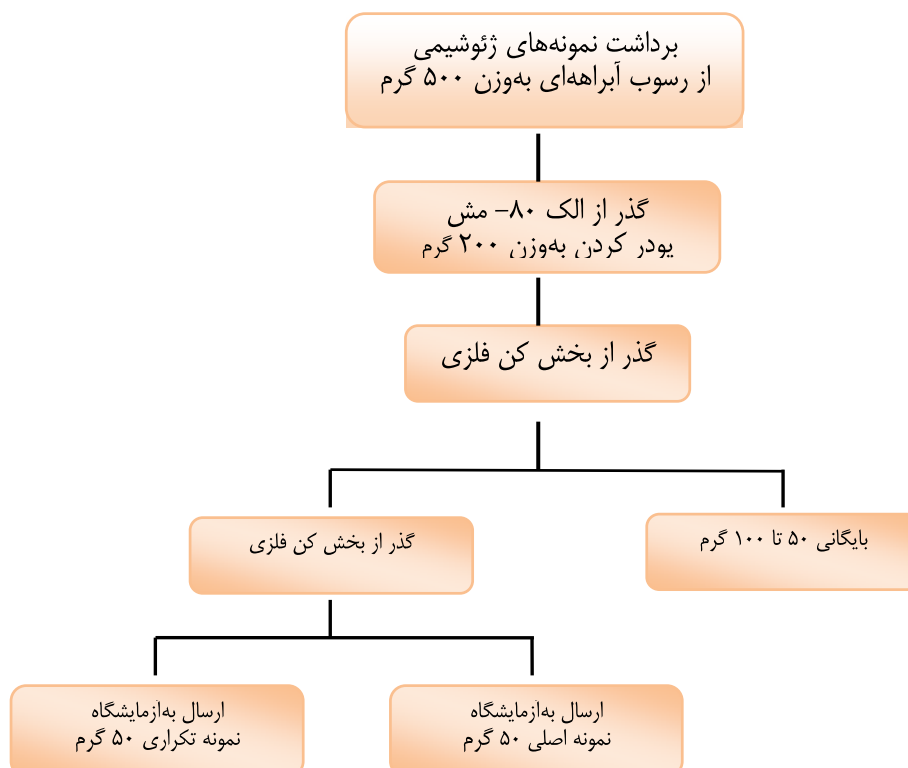 برداشت نمونه‌های ژئوشیمی
از رسوب آبراهه‌ای به‌وزن ۵۰۰ گرم
گذر از الک ۸۰- مش
پودر کردن به‌وزن ۲۰۰ گرم
گذر از بخش کن فلزی
بایگانی ۵۰ تا ۱۰۰ گرم
گذر از بخش کن فلزی
ارسال به‌آزمایشگاه
نمونه اصلی ۵۰ گرم
ارسال به‌آزمایشگاه
نمونه تکراری ۵۰ گرم